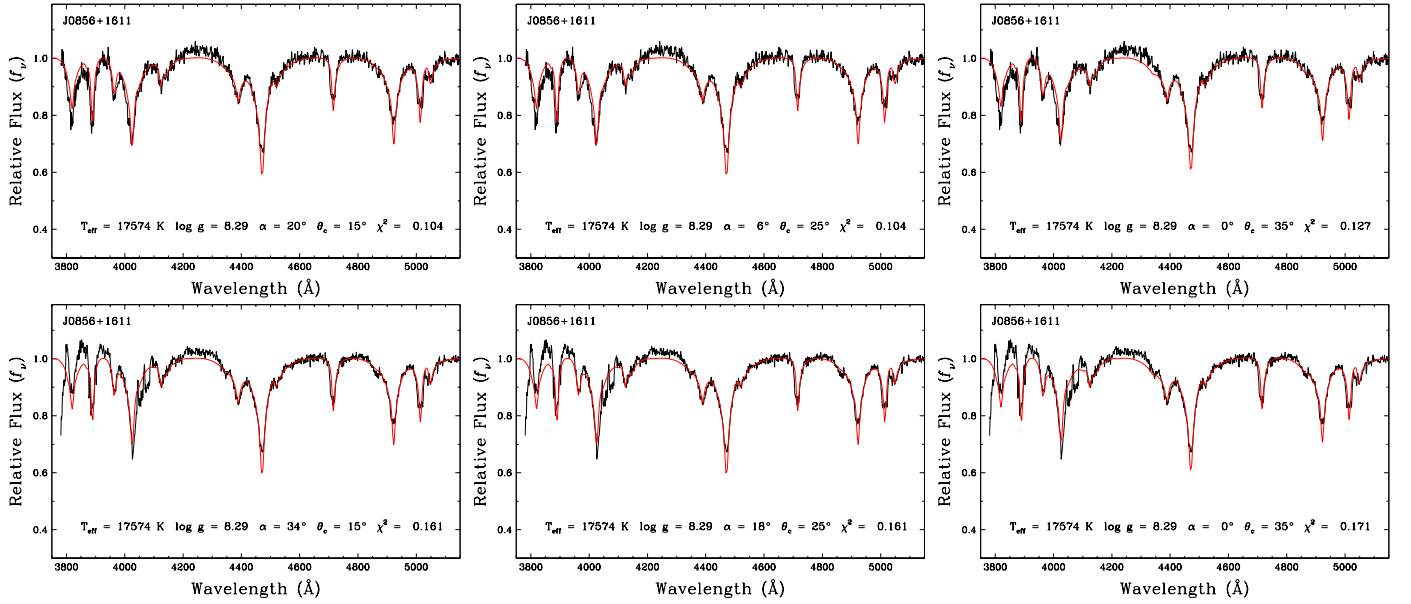 J0856+1611
Relative Flux (fν)
1.0
0.8
0.6
0.4
Teff = 17574 K log g = 8.29 α = 20° θc = 15° χ² = 0.104
3800 4000 4200 4400 4600 4800 5000
Wavelength (Å)
J0856+1611
Relative Flux (fν)
1.0
0.8
0.6
0.4
Teff = 17574 K log g = 8.29 α = 6° θc = 25° χ² = 0.104
3800 4000 4200 4400 4600 4800 5000
Wavelength (Å)
J0856+1611
Relative Flux (fν)
1.0
0.8
0.6
0.4
Teff = 17574 K log g = 8.29 α = 0° θc = 35° χ² = 0.127
3800 4000 4200 4400 4600 4800 5000
Wavelength (Å)
J0856+1611
Relative Flux (fν)
1.0
0.8
0.6
0.4
Teff = 17574 K log g = 8.29 α = 34° θc = 15° χ² = 0.161
3800 4000 4200 4400 4600 4800 5000
Wavelength (Å)
J0856+1611
Relative Flux (fν)
1.0
0.8
0.6
0.4
Teff = 17574 K log g = 8.29 α = 18° θc = 25° χ² = 0.161
3800 4000 4200 4400 4600 4800 5000
Wavelength (Å)
J0856+1611
Relative Flux (fν)
1.0
0.8
0.6
0.4
Teff = 17574 K log g = 8.29 α = 0° θc = 35° χ² = 0.171
3800 4000 4200 4400 4600 4800 5000
Wavelength (Å)